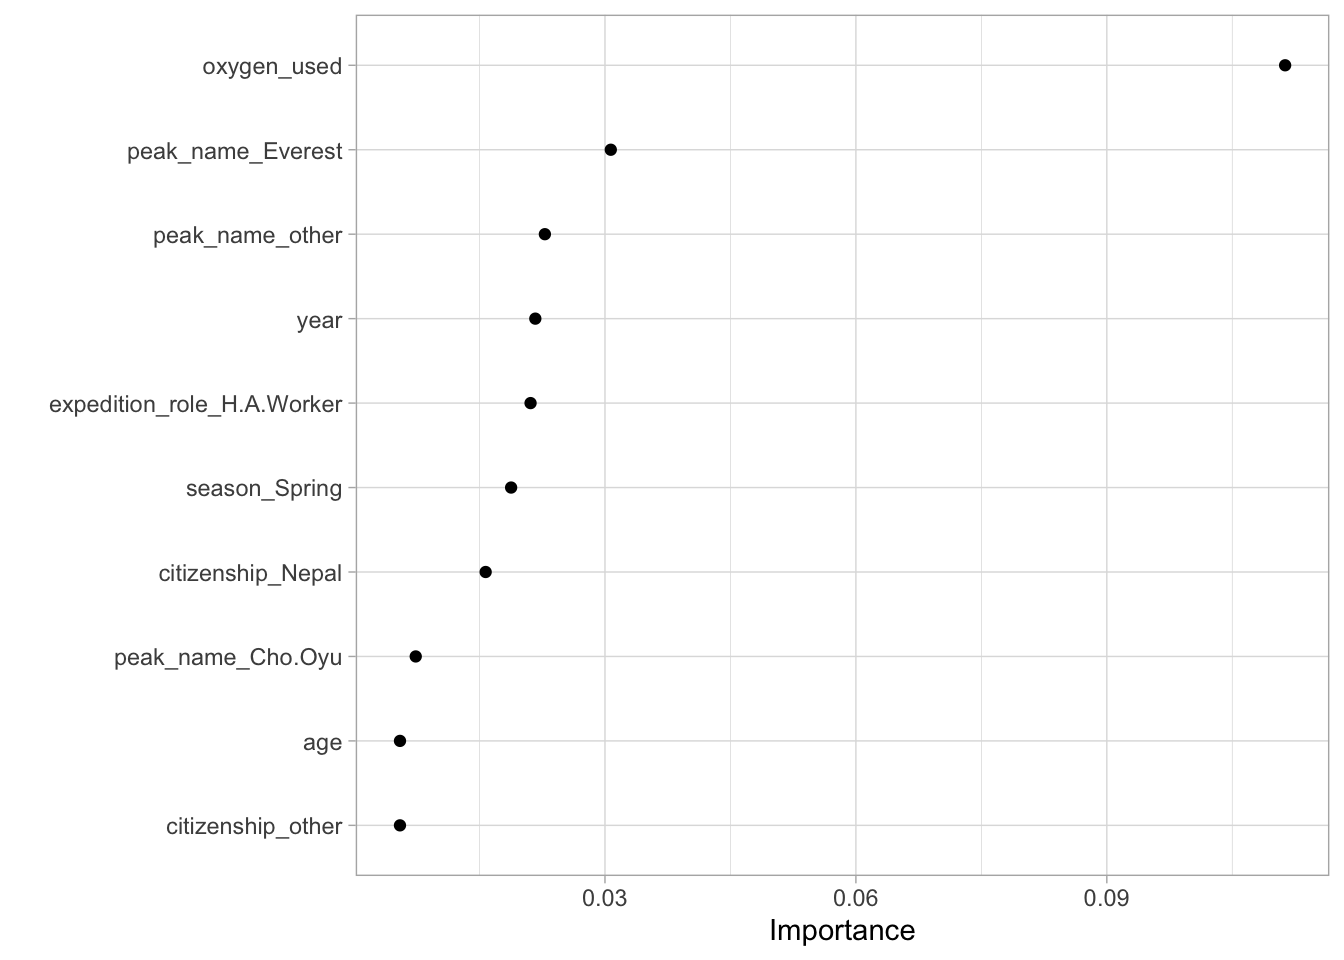 oxygen_used
peak_name_Everest
peak_name_other
year
expedition_role_H.A.Worker
season_Spring
citizenship_Nepal
peak_name_Cho.Oyu
age
citizenship_other
0.03 0.06 0.09
Importance